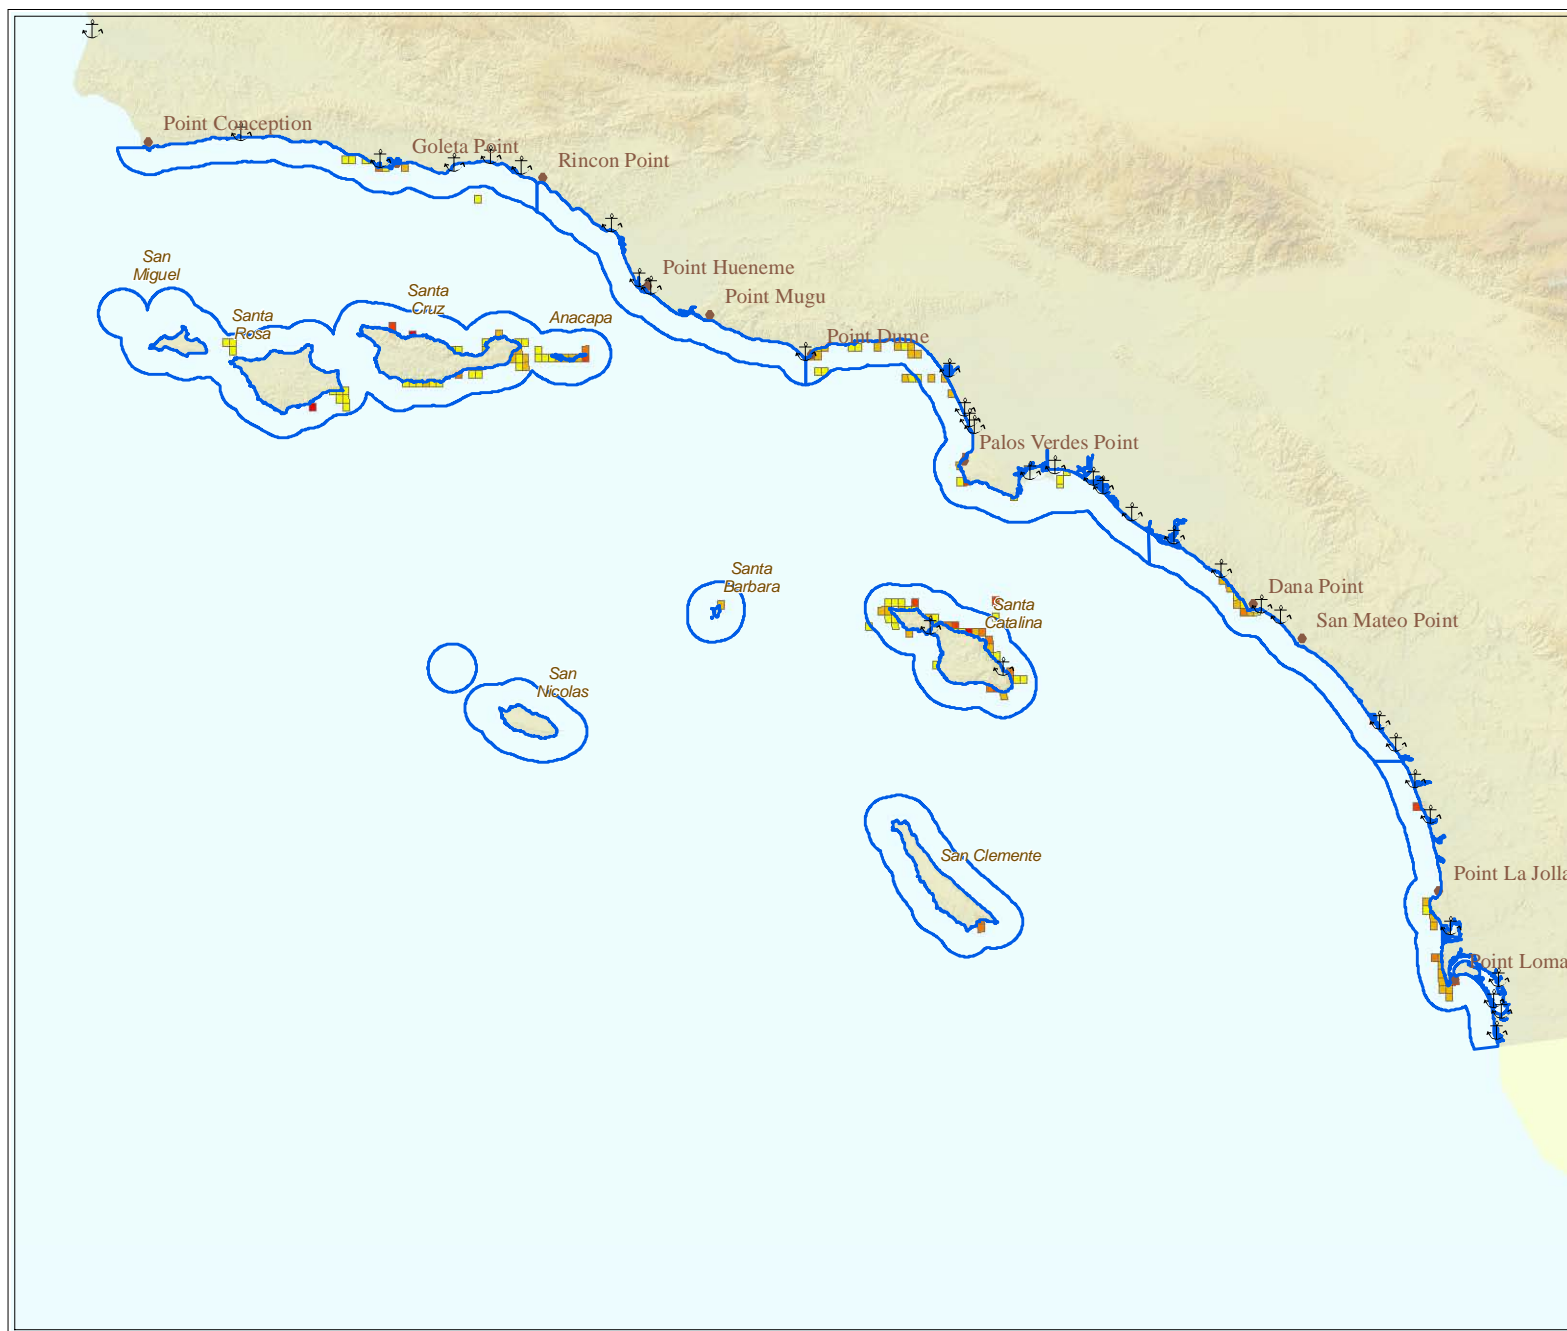 Point Conception
Goleta Point
Rincon Point
San
Miguel
Santa
Rosa
Santa
Cruz
Anacapa
Point Hueneme
Point Mugu
Point Dume
Palos Verdes Point
Santa
Barbara
Santa
Catalina
Dana Point
San Mateo Point
San
Nicolas
San Clemente
Point La Jolla
Point Loma